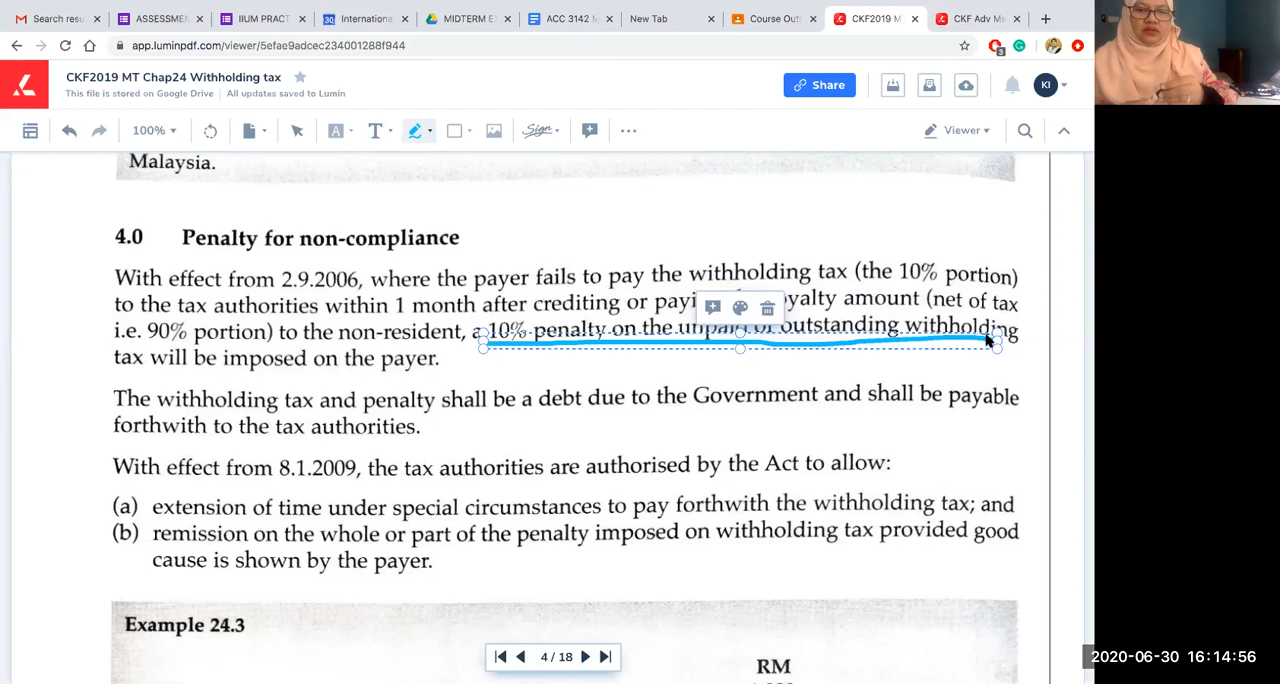 Search resu
ASSESSMEN
IIUM PRACT
Internationa
MIDTERM E
ACC 3142 M
New Tab
Course Outl
CKF2019 M
CKF Adv Ma
app.luminpdf.com/viewer/5efae9adcec234001288f944
3
CKF2019 MT Chap24 Withholding tax
This file is stored on Google Drive
All updates saved to Lumin
Share
KI
100%
A
T
Sign
Viewer
Malaysia.
4.0 Penalty for non-compliance
With effect from 2.9.2006, where the payer fails to pay the withholding tax (the 10% portion)
to the tax authorities within 1 month after crediting or payi oyalty amount (net of tax
i.e. 90% portion) to the non-resident, a 10% penalty on the unpaid or outstanding withholding
tax will be imposed on the payer.
The withholding tax and penalty shall be a debt due to the Government and shall be payable
forthwith to the tax authorities.
With effect from 8.1.2009, the tax authorities are authorised by the Act to allow:
(a) extension of time under special circumstances to pay forthwith the withholding tax; and
(b) remission on the whole or part of the penalty imposed on withholding tax provided good
cause is shown by the payer.
Example 24.3
4 / 18
RM
2020-06-30 16:14:56